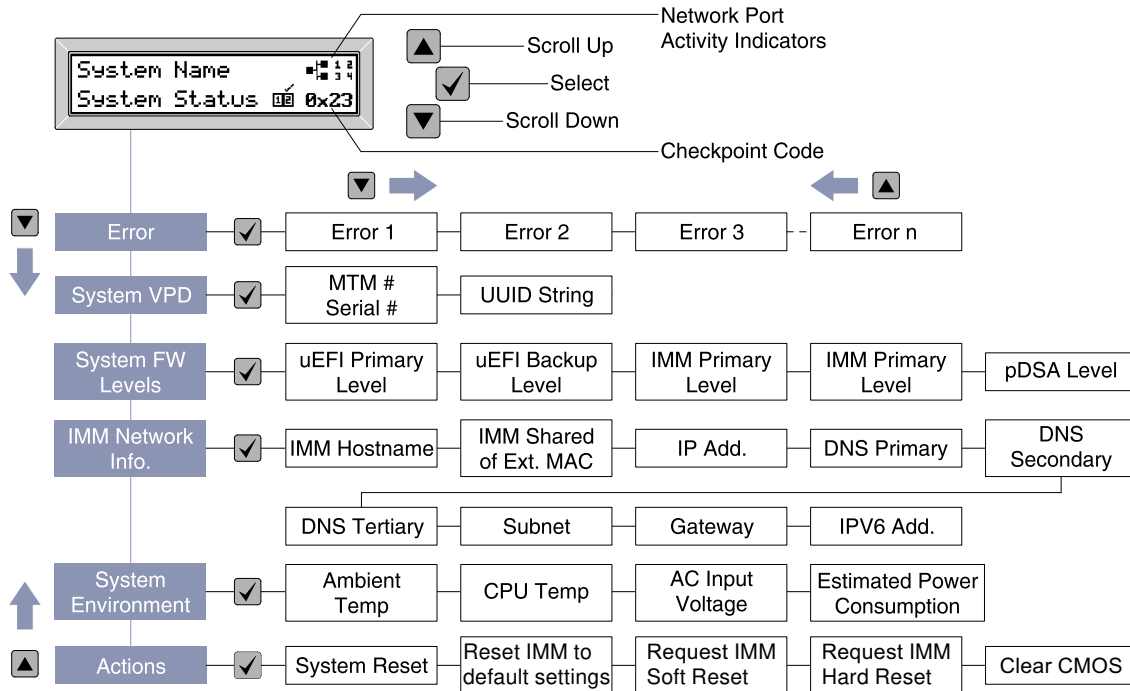 Network Port
Activity Indicators
System Name 1 2
3 4
System Status 12 0x23
Scroll Up
Select
Scroll Down
Checkpoint Code
Error
Error 1
Error 2
Error 3
Error n
System VPD
MTM #
Serial #
UUID String
System FW
Levels
uEFI Primary
Level
uEFI Backup
Level
IMM Primary
Level
IMM Primary
Level
pDSA Level
IMM Network
Info.
IMM Hostname
IMM Shared
of Ext. MAC
IP Add.
DNS Primary
DNS
Secondary
DNS Tertiary
Subnet
Gateway
IPV6 Add.
System
Environment
Ambient
Temp
CPU Temp
AC Input
Voltage
Estimated Power
Consumption
Actions
System Reset
Reset IMM to
default settings
Request IMM
Soft Reset
Request IMM
Hard Reset
Clear CMOS